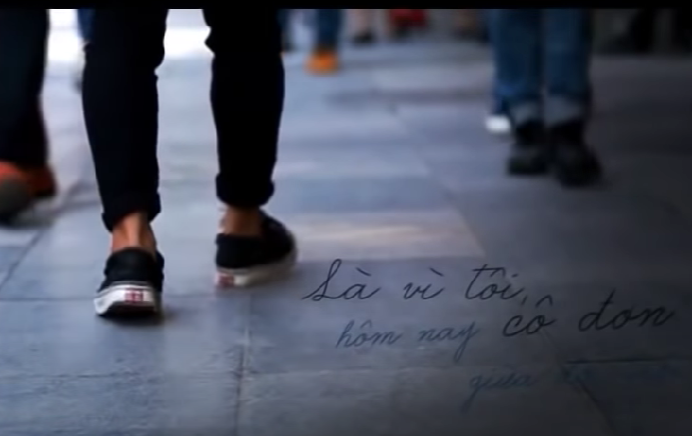 Là vì tôi,
hôm nay cô đơn
giữa